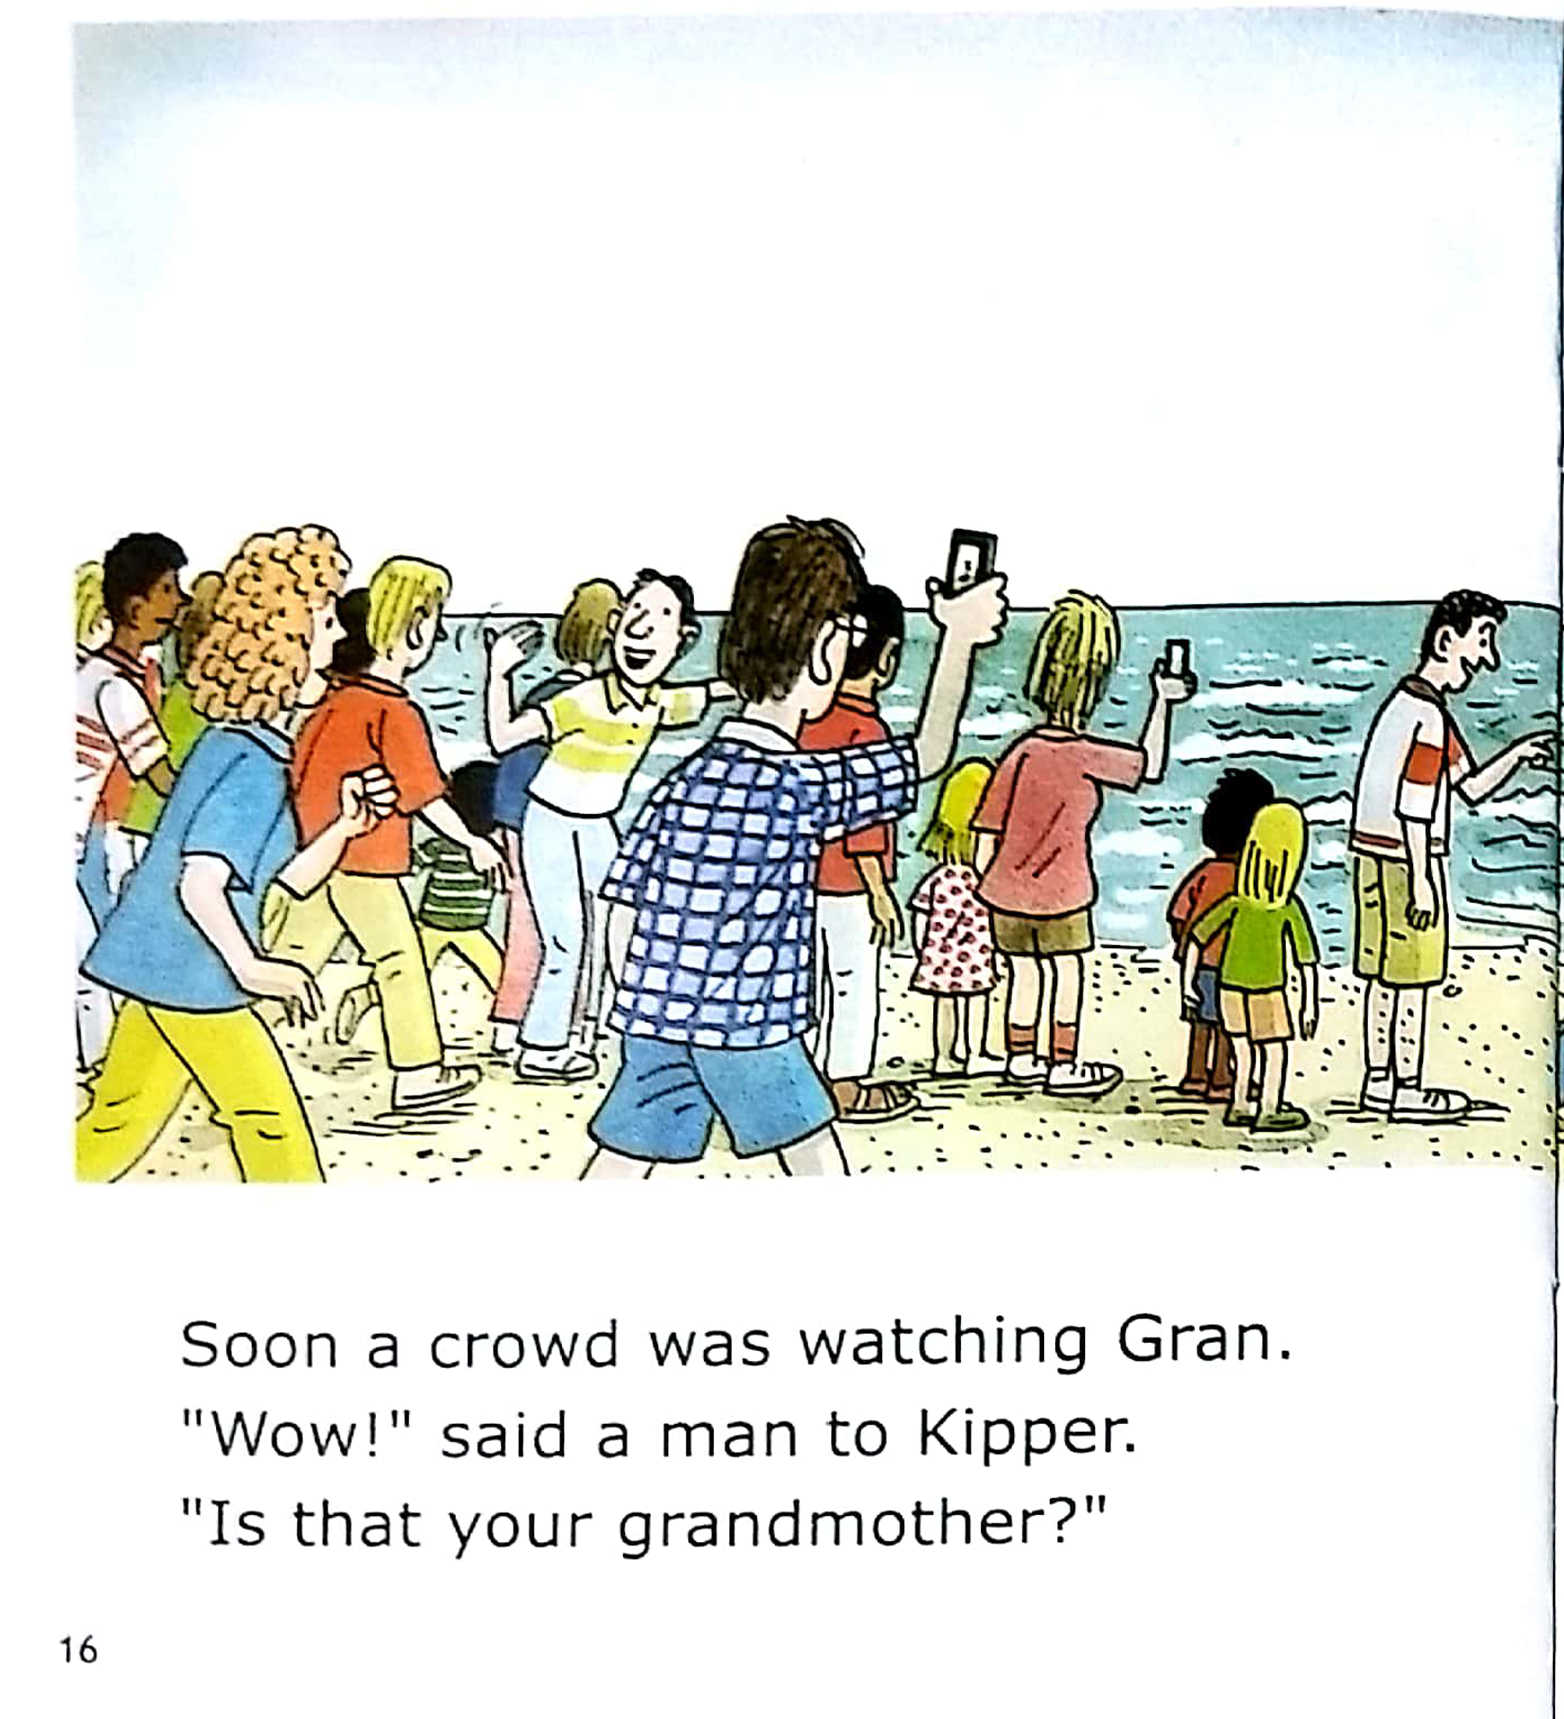 Soon a crowd was watching Gran.
"Wow!" said a man to Kipper.
"Is that your grandmother?"
16